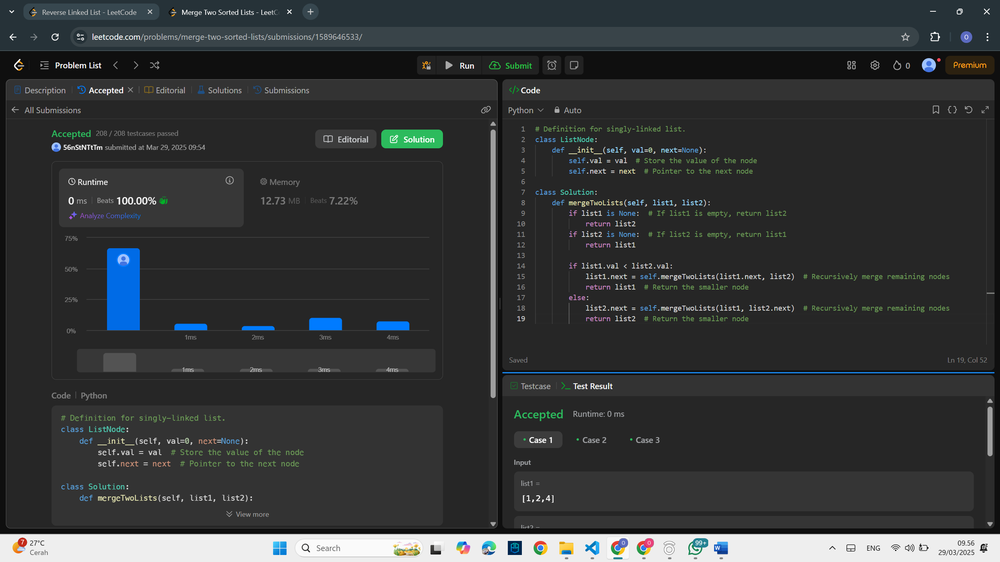 Reverse Linked List - LeetCode
Merge Two Sorted Lists - LeetC
leetcode.com/problems/merge-two-sorted-lists/submissions/1589646533/
O
Problem List
Run
Submit
0
Premium
Description
Accepted
Editorial
Solutions
Submissions
All Submissions
Accepted 208 / 208 testcases passed
56nStNTtTm submitted at Mar 29, 2025 09:54
Editorial
Solution
Runtime
0 ms Beats 100.00%
Analyze Complexity
Memory
12.73 MB Beats 7.22%
75%
50%
25%
0%
1ms 2ms 3ms 4ms
1ms 2ms 3ms 4ms
Code Python
# Definition for singly-linked list.
class ListNode:
    def __init__(self, val=0, next=None):
        self.val = val  # Store the value of the node
        self.next = next  # Pointer to the next node
class Solution:
    def mergeTwoLists(self, list1, list2):
View more
</> Code
Python Auto
1 # Definition for singly-linked list.
2 class ListNode:
3     def __init__(self, val=0, next=None):
4         self.val = val  # Store the value of the node
5         self.next = next  # Pointer to the next node
6
7 class Solution:
8     def mergeTwoLists(self, list1, list2):
9         if list1 is None:  # If list1 is empty, return list2
10             return list2
11         if list2 is None:  # If list2 is empty, return list1
12             return list1
13
14         if list1.val < list2.val:
15             list1.next = self.mergeTwoLists(list1.next, list2)  # Recursively merge remaining nodes
16             return list1  # Return the smaller node
17         else:
18             list2.next = self.mergeTwoLists(list1, list2.next)  # Recursively merge remaining nodes
19             return list2  # Return the smaller node
Saved
Ln 19, Col 52
Testcase
Test Result
Accepted Runtime: 0 ms
Case 1
Case 2
Case 3
Input
list1 =
[1,2,4]
list2 =
7
27°C
Cerah
Search
O
O
99+
W
ENG
09.56
29/03/2025